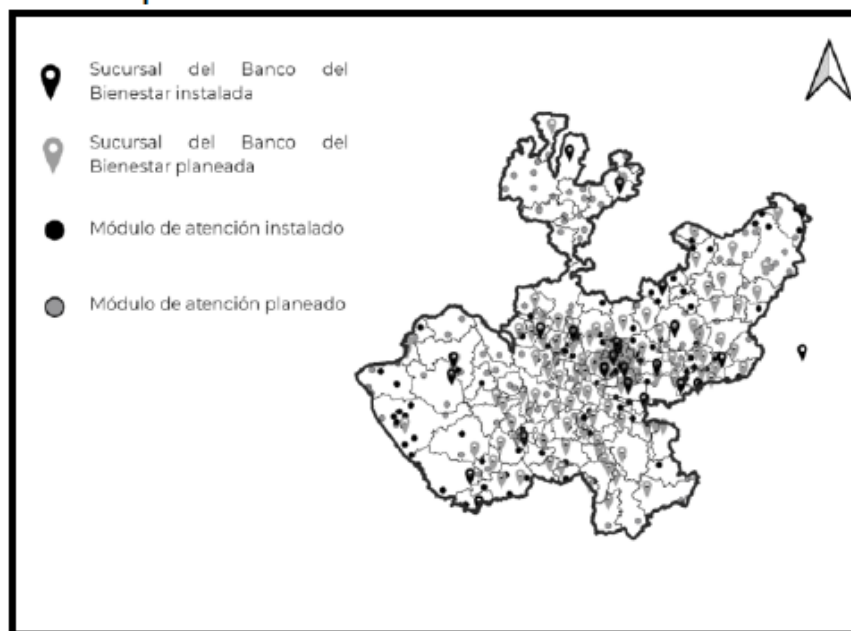 Sucursal del Banco del
Bienestar instalada
Sucursal del Banco del
Bienestar planeada
Módulo de atención instalado
Módulo de atención planeado